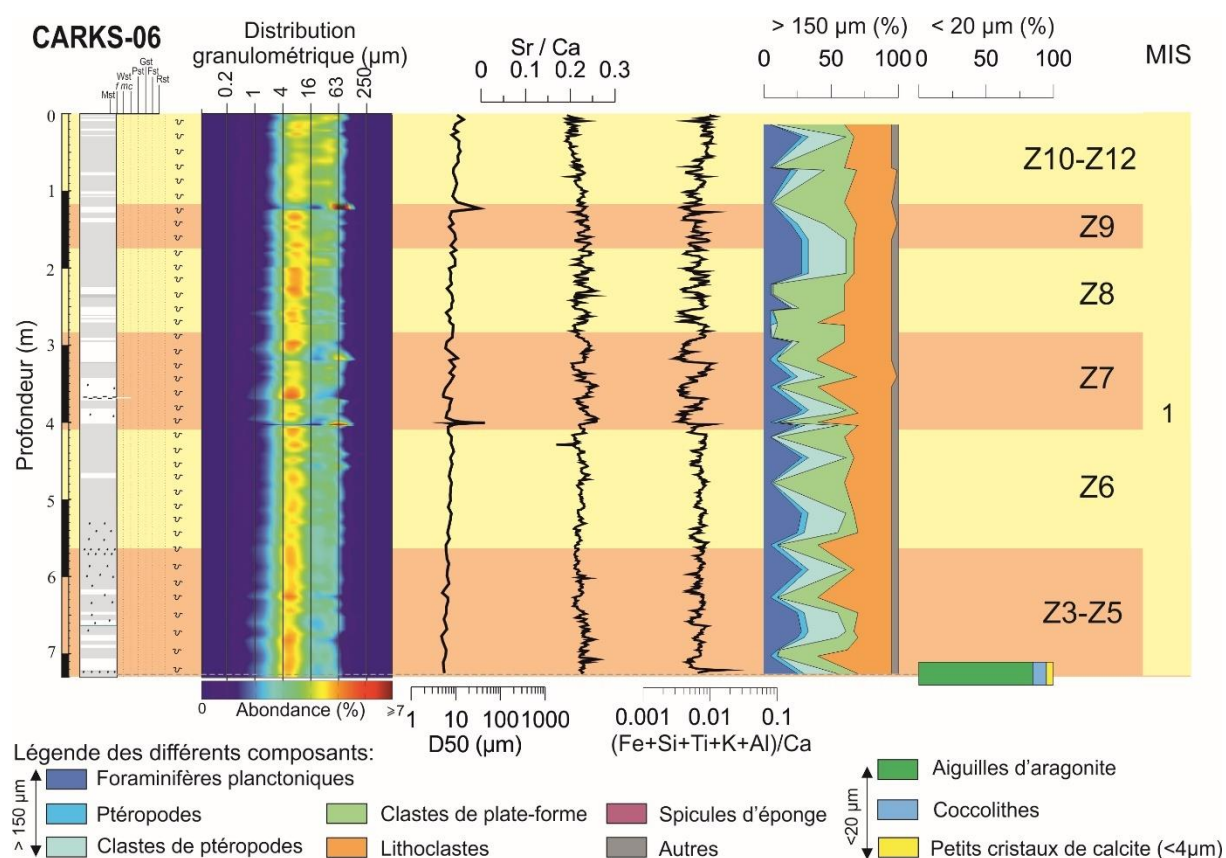 CARKS-06
Distribution
granulométrique (µm)
Sr / Ca
> 150 µm (%)
< 20 µm (%)
MIS
Mst
Wst
f mc
Pst
Gst
Fst
Rst
0.2
1
4
16
63
250
0 0.1 0.2 0.3
0 50 100
0 50 100
Profondeur (m)
0
1
2
3
4
5
6
7
Z10-Z12
Z9
Z8
Z7
Z6
Z3-Z5
1
0 Abondance (%) ⩾7
1 10 100 1000
D50 (µm)
0.001 0.01 0.1
(Fe+Si+Ti+K+Al)/Ca
Légende des différents composants:
> 150 µm
Foraminifères planctoniques
Ptéropodes
Clastes de ptéropodes
Clastes de plate-forme
Lithoclastes
Spicules d'éponge
Autres
<20 µm
Aiguilles d'aragonite
Coccolithes
Petits cristaux de calcite (<4µm)